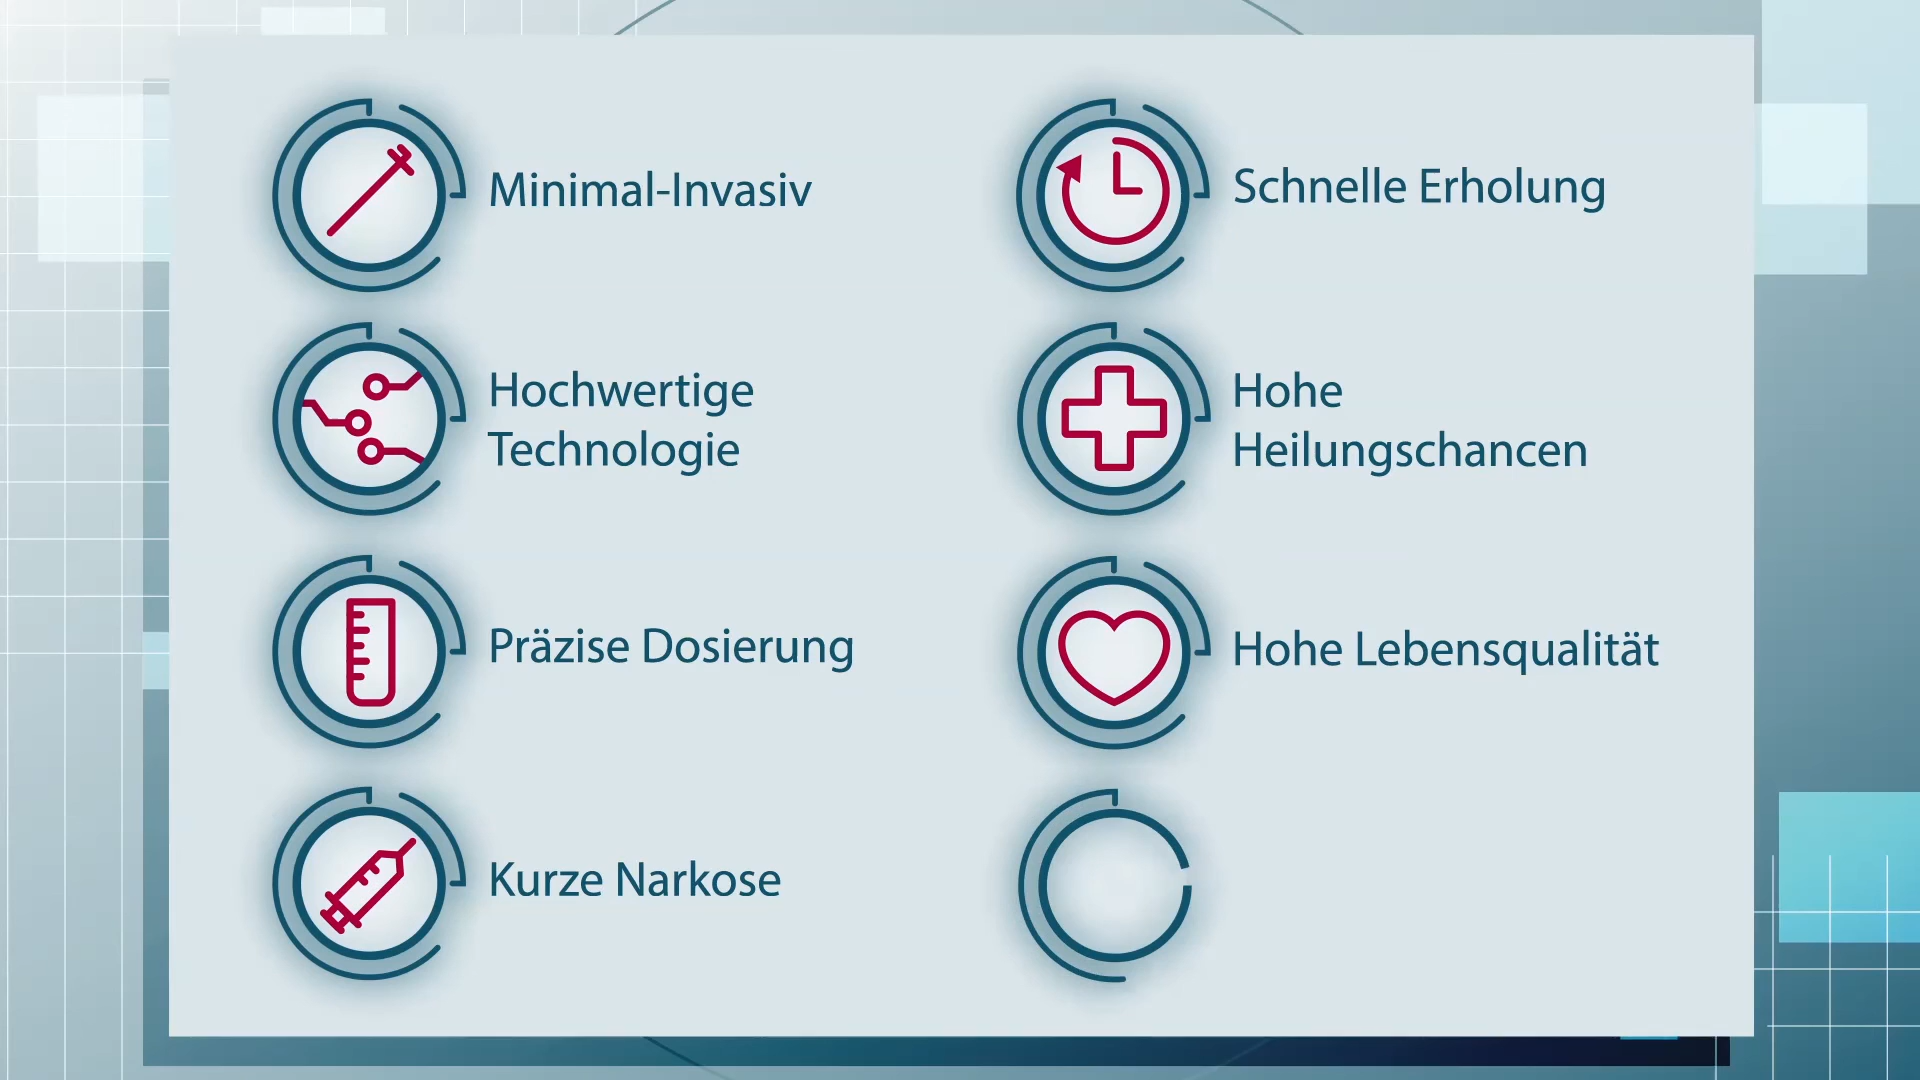 Minimal-Invasiv
Hochwertige
Technologie
Präzise Dosierung
Kurze Narkose
Schnelle Erholung
Hohe
Heilungschancen
Hohe Lebensqualität